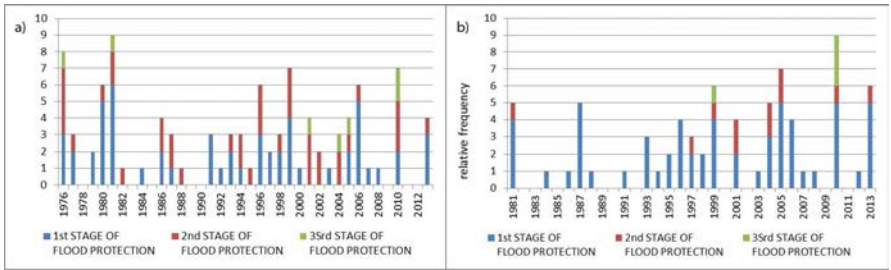 a)
10
9
8
7
6
5
4
3
2
1
0
1976 1978 1980 1982 1984 1986 1988 1990 1992 1994 1996 1998 2000 2002 2004 2006 2008 2010 2012
1st STAGE OF FLOOD PROTECTION
2nd STAGE OF FLOOD PROTECTION
3Srd STAGE OF FLOOD PROTECTION
b)
relative frequency
10
9
8
7
6
5
4
3
2
1
0
1981 1983 1985 1987 1989 1991 1993 1995 1997 1999 2001 2003 2005 2007 2009 2011 2013
1st STAGE OF FLOOD PROTECTION
2nd STAGE OF FLOOD PROTECTION
3Srd STAGE OF FLOOD PROTECTION